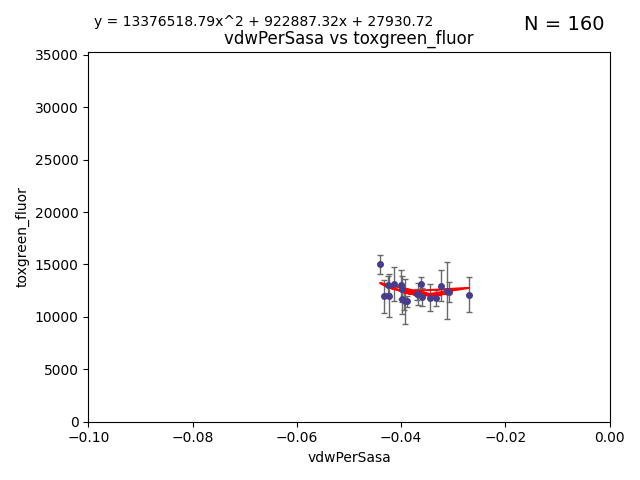 y = 13376518.79x^2 + 922887.32x + 27930.72
N = 160
vdwPerSasa vs toxgreen_fluor
35000
30000
25000
20000
15000
10000
5000
0
toxgreen_fluor
−0.10
−0.08
−0.06
−0.04
−0.02
0.00
vdwPerSasa